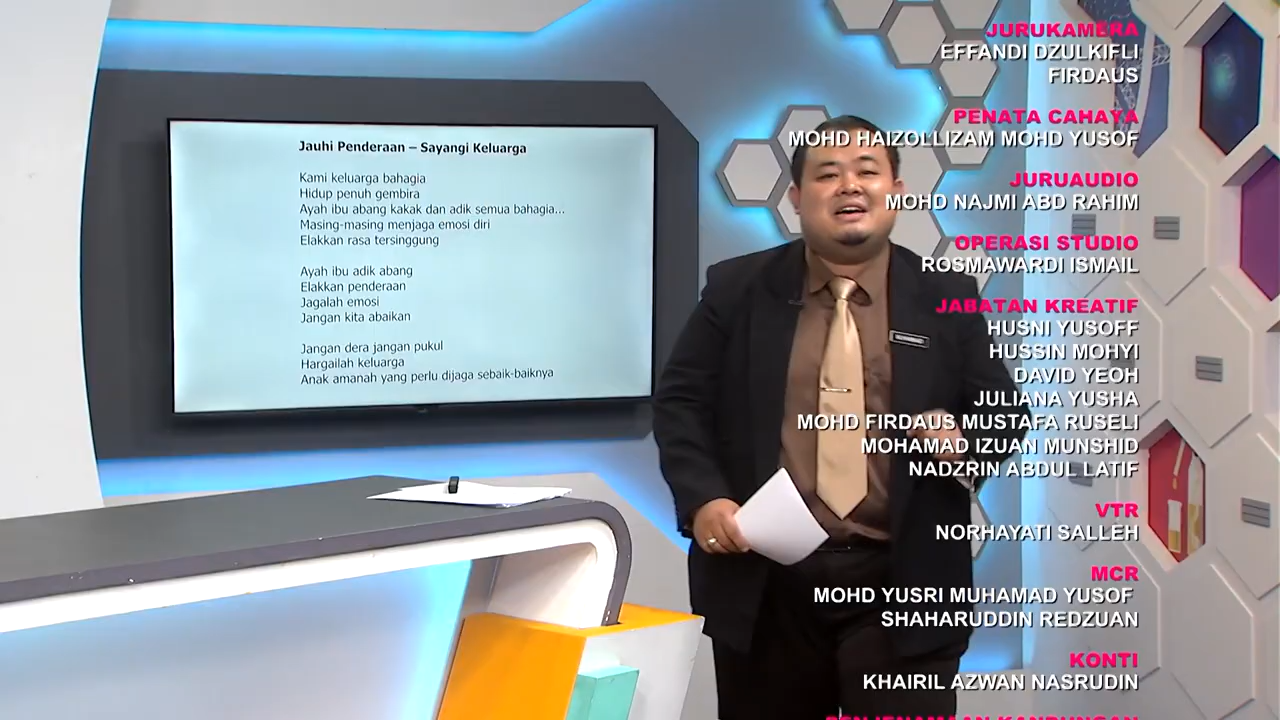 Jauhi Penderaan – Sayangi Keluarga
Kami keluarga bahagia
Hidup penuh gembira
Ayah ibu abang kakak dan adik semua bahagia...
Masing-masing menjaga emosi diri
Elakkan rasa tersinggung
Ayah ibu adik abang
Elakkan penderaan
Jagalah emosi
Jangan kita abaikan
Jangan dera jangan pukul
Hargailah keluarga
Anak amanah yang perlu dijaga sebaik-baiknya
JURUKAMERA
EFFANDI DZULKIFLI
FIRDAUS
PENATA CAHAYA
MOHD HAIZOLLIZAM MOHD YUSOF
JURUAUDIO
MOHD NAJMI ABD RAHIM
OPERASI STUDIO
ROSMAWARDI ISMAIL
JABATAN KREATIF
HUSNI YUSOFF
HUSSIN MOHYI
DAVID YEOH
JULIANA YUSHA
MOHD FIRDAUS MUSTAFA RUSELI
MOHAMAD IZUAN MUNSHID
NADZRIN ABDUL LATIF
VTR
NORHAYATI SALLEH
MCR
MOHD YUSRI MUHAMAD YUSOF
SHAHARUDDIN REDZUAN
KONTI
KHAIRIL AZWAN NASRUDIN
PENJENAMAAN KANDUNGAN